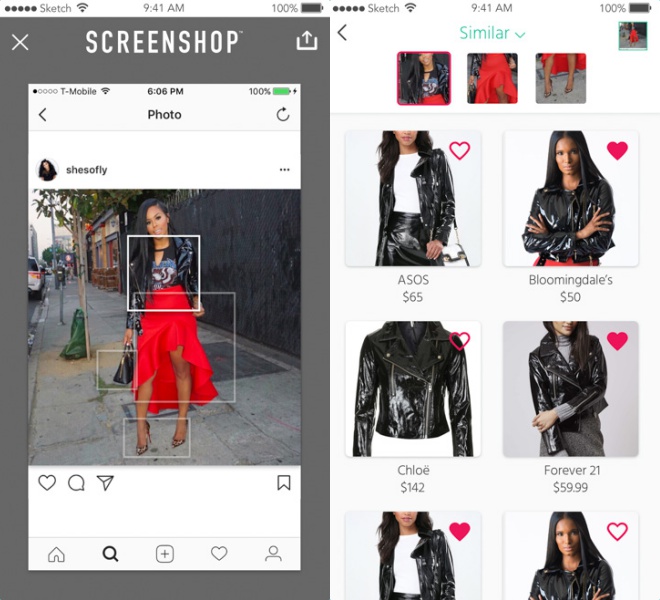 Sketch 9:41 AM 100%
SCREENSHOP™
T-Mobile 6:06 PM 100%
Photo
shesofly
Sketch 9:41 AM 100%
Similar
ASOS
$65
Bloomingdale's
$50
Chloë
$142
Forever 21
$59.99